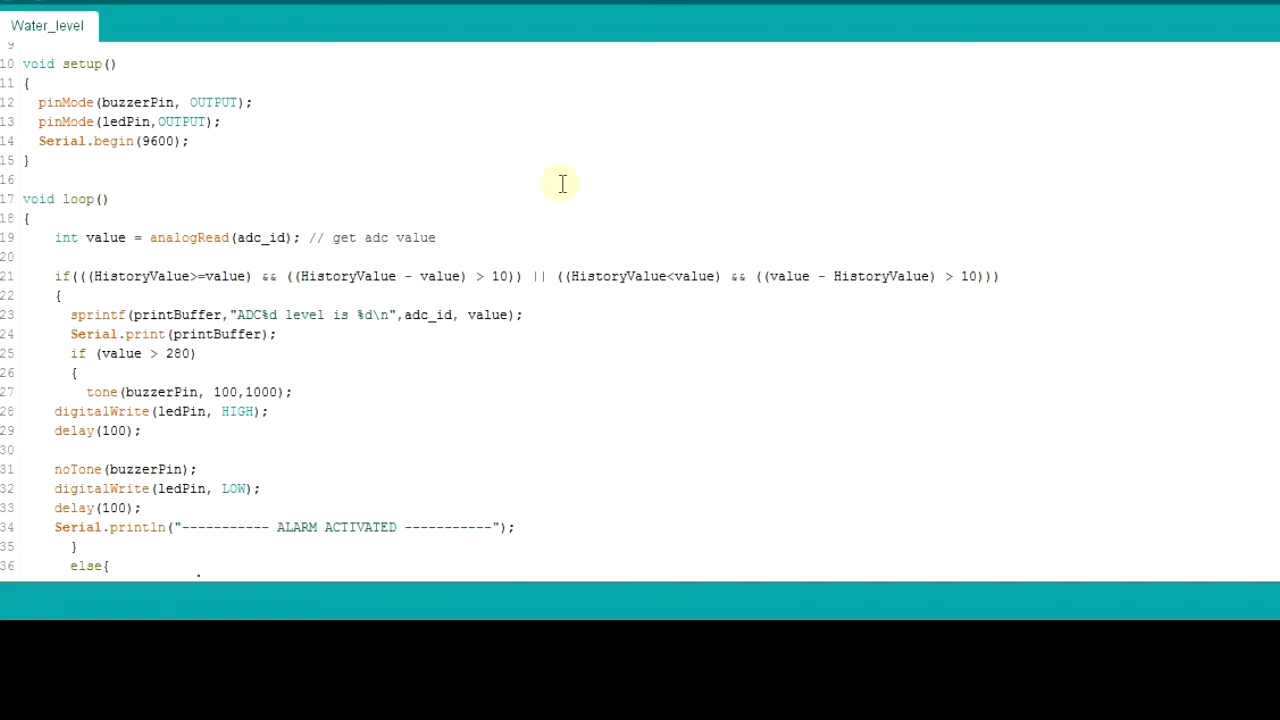 Water_level
9
10 void setup()
11 {
12 pinMode(buzzerPin, OUTPUT);
13 pinMode(ledPin,OUTPUT);
14 Serial.begin(9600);
15 }
16
17 void loop()
18 {
19 int value = analogRead(adc_id); // get adc value
20
21 if(((HistoryValue>=value) && ((HistoryValue - value) > 10)) || ((HistoryValue<value) && ((value - HistoryValue) > 10)))
22 {
23 sprintf(printBuffer,"ADC%d level is %d\n",adc_id, value);
24 Serial.print(printBuffer);
25 if (value > 280)
26 {
27 tone(buzzerPin, 100,1000);
28 digitalWrite(ledPin, HIGH);
29 delay(100);
30
31 noTone(buzzerPin);
32 digitalWrite(ledPin, LOW);
33 delay(100);
34 Serial.println("----------- ALARM ACTIVATED -----------");
35 }
36 else{